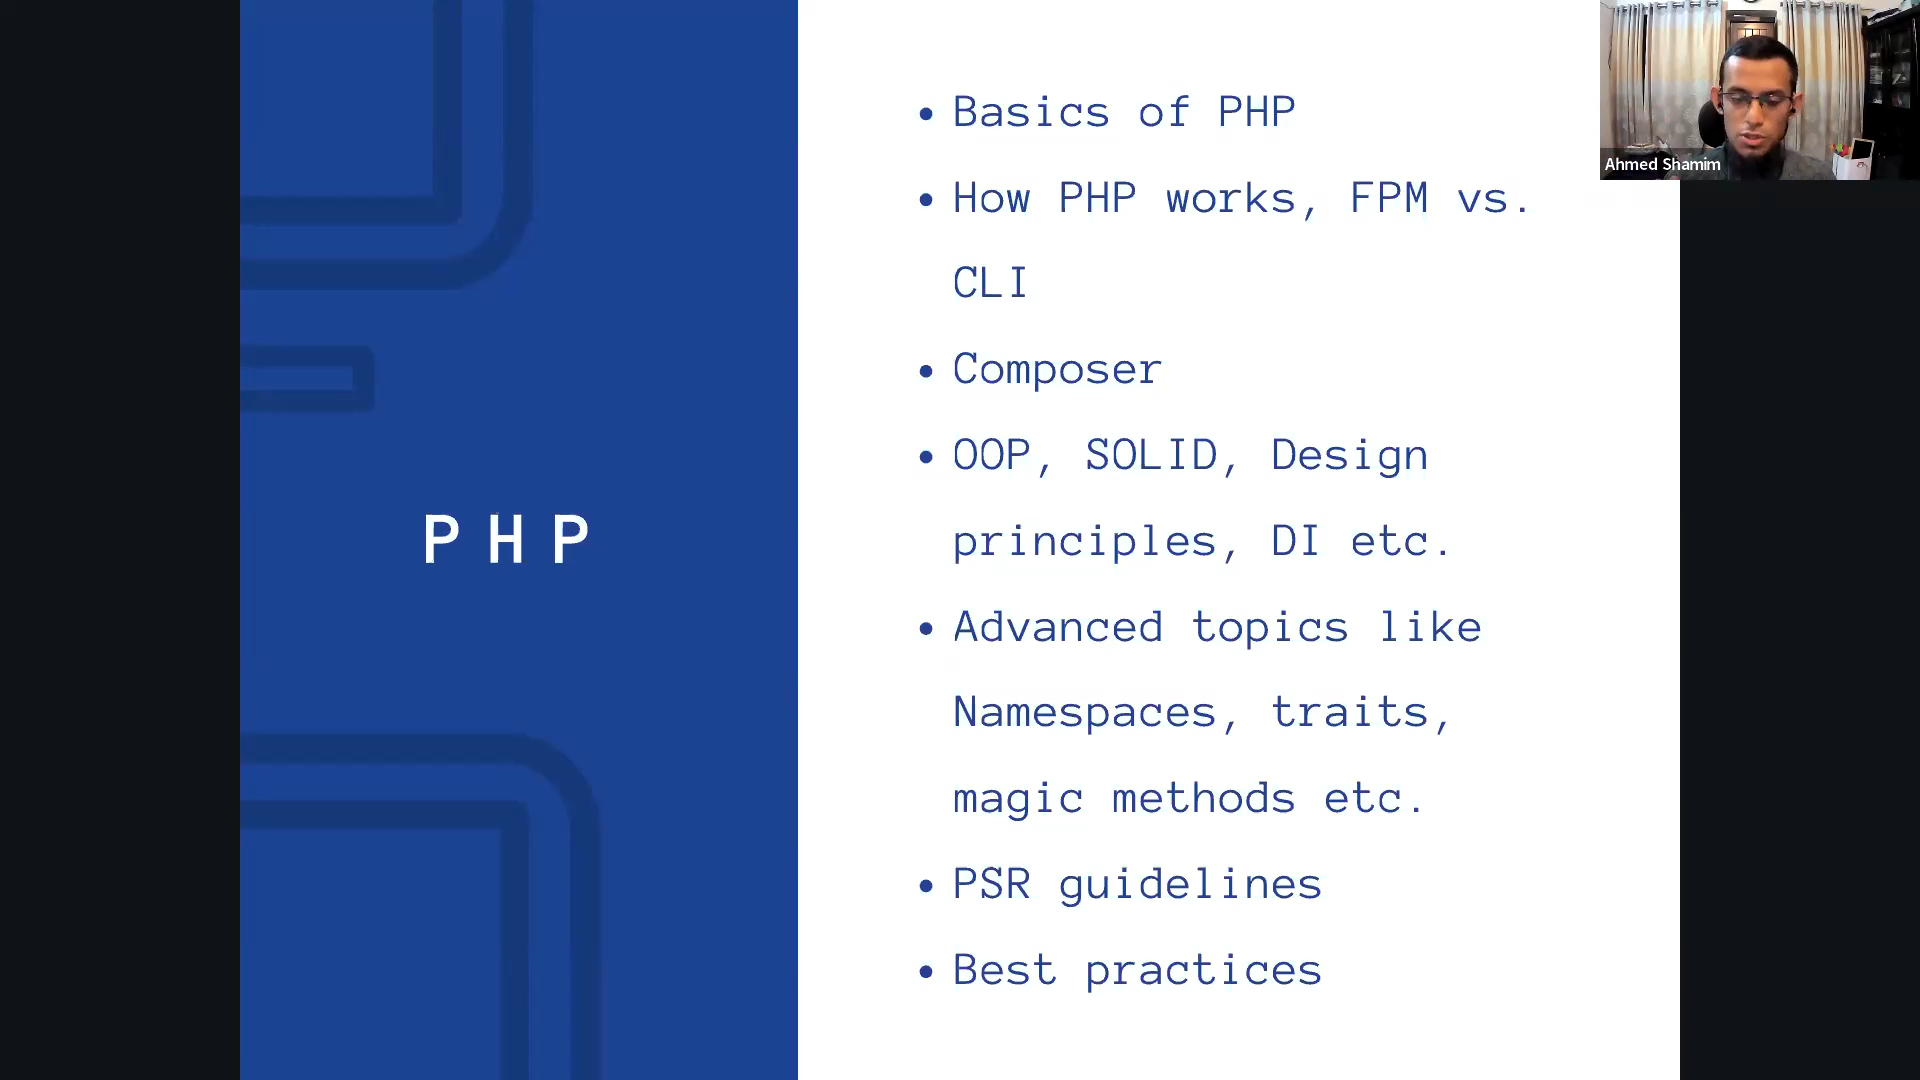 PHP
• Basics of PHP
• How PHP works, FPM vs.
CLI
• Composer
• OOP, SOLID, Design
principles, DI etc.
• Advanced topics like
Namespaces, traits,
magic methods etc.
• PSR guidelines
• Best practices
Ahmed Shamim